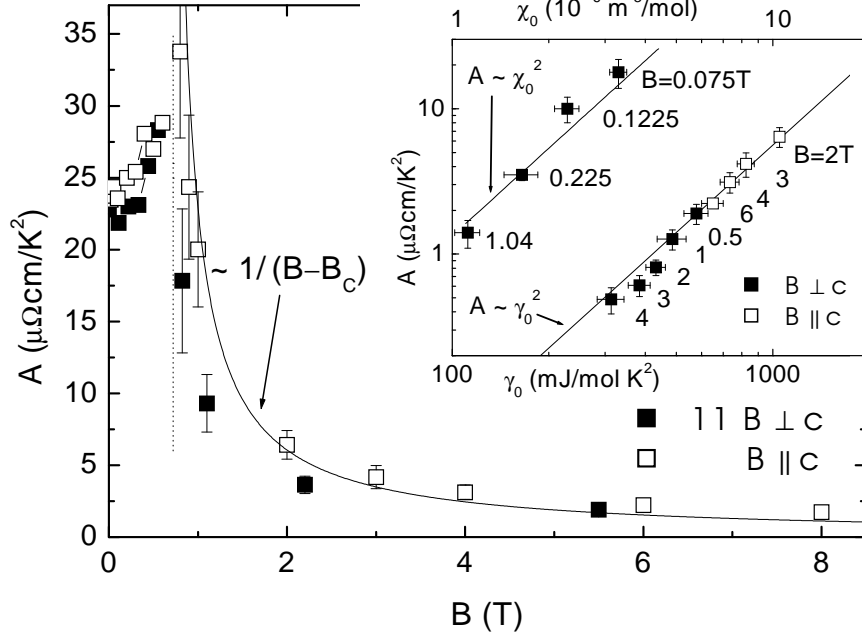 χ₀ (10 m /mol)
1 10
A ~ χ₀²
B=0.075T
0.1225
0.225
1.04
B=2T
3
4
6
0.5
1
2
3
4
A ~ γ₀²
B ⊥ c
B ∥ c
10
1
A (μΩcm/K²)
100 1000
γ₀ (mJ/mol K²)
~ 1/(B−B_C)
11 B ⊥ c
B ∥ c
35
30
25
20
15
10
5
0
A (μΩcm/K²)
0 2 4 6 8
B (T)